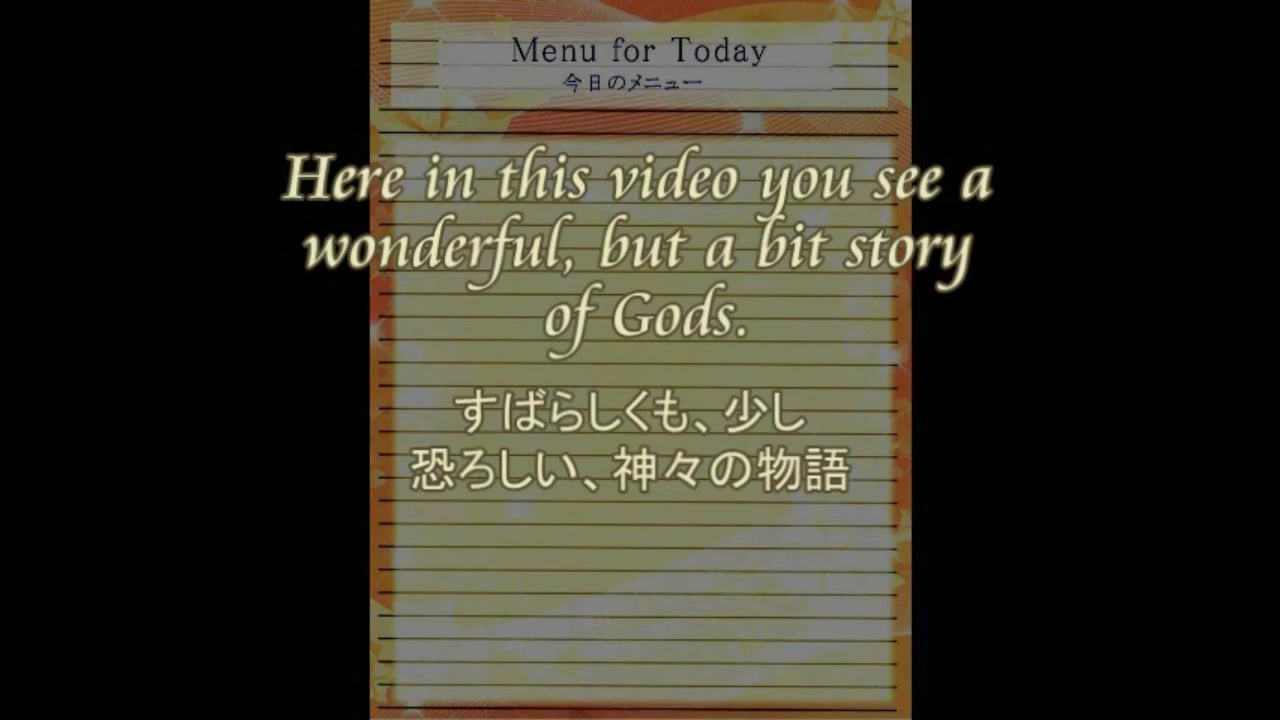 Menu for Today
今日のメニュー
Here in this video you see a
wonderful, but a bit story
of Gods.
すばらしくも、少し
恐ろしい、神々の物語